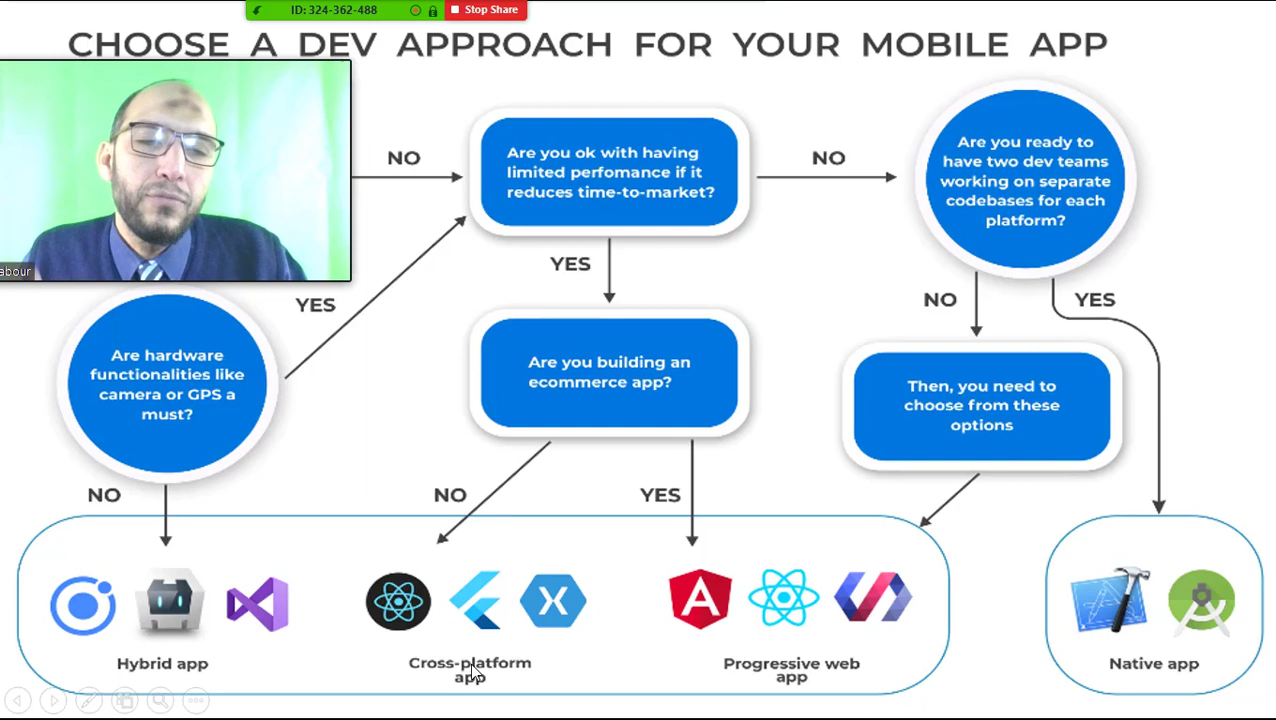 ID: 324-362-488
Stop Share
CHOOSE A DEV APPROACH FOR YOUR MOBILE APP
abour
NO
Are you ok with having
limited perfomance if it
reduces time-to-market?
NO
Are you ready to
have two dev teams
working on separate
codebases for each
platform?
YES
YES
NO
YES
Are hardware
functionalities like
camera or GPS a
must?
Are you building an
ecommerce app?
Then, you need to
choose from these
options
NO
NO
YES
Hybrid app
Cross-platform
app
Progressive web
app
Native app